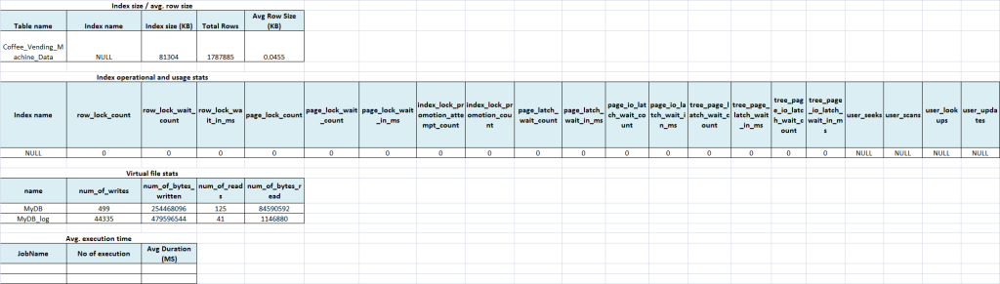 Index size / avg. row size
Table name Index name Index size (KB) Total Rows Avg Row Size (KB)
Coffee_Vending_Machine_Data NULL 81304 1787885 0.0455
Index operational and usage stats
Index name row_lock_count row_lock_wait_count row_lock_wait_in_ms page_lock_count page_lock_wait_count page_lock_wait_in_ms index_lock_promotion_attempt_count index_lock_promotion_count page_latch_wait_count page_latch_wait_in_ms page_io_latch_wait_count page_io_latch_wait_in_ms tree_page_latch_wait_count tree_page_latch_wait_in_ms tree_page_io_latch_wait_count tree_page_io_latch_wait_in_ms user_seeks user_scans user_lookups user_updates
NULL 0 0 0 0 0 0 0 0 0 0 0 0 0 0 0 0 NULL NULL NULL NULL
Virtual file stats
name num_of_writes num_of_bytes_written num_of_reads num_of_bytes_read
MyDB 499 254468096 125 84590592
MyDB_log 44335 479596544 41 1146880
Avg. execution time
JobName No of execution Avg Duration (MS)